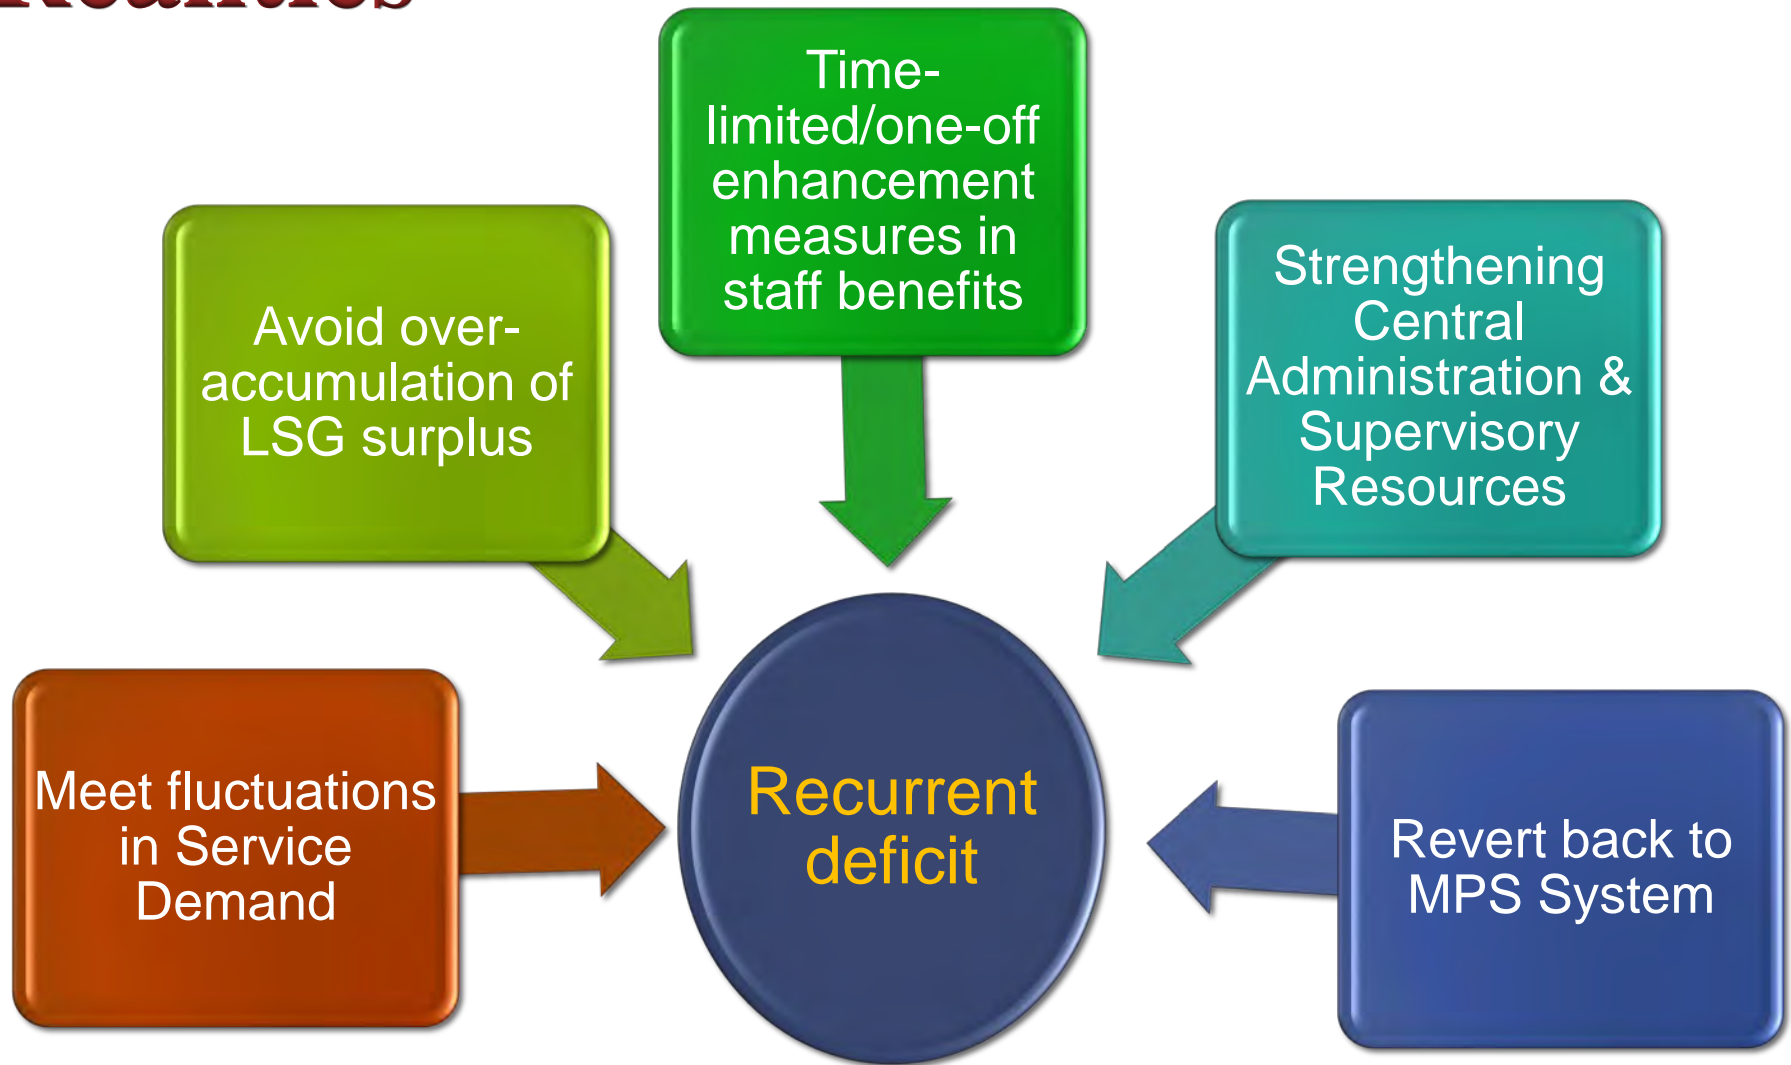 Realities
Time-
limited/one-off
enhancement
measures in
staff benefits
Avoid over-
accumulation of
LSG surplus
Strengthening
Central
Administration &
Supervisory
Resources
Meet fluctuations
in Service
Demand
Recurrent
deficit
Revert back to
MPS System